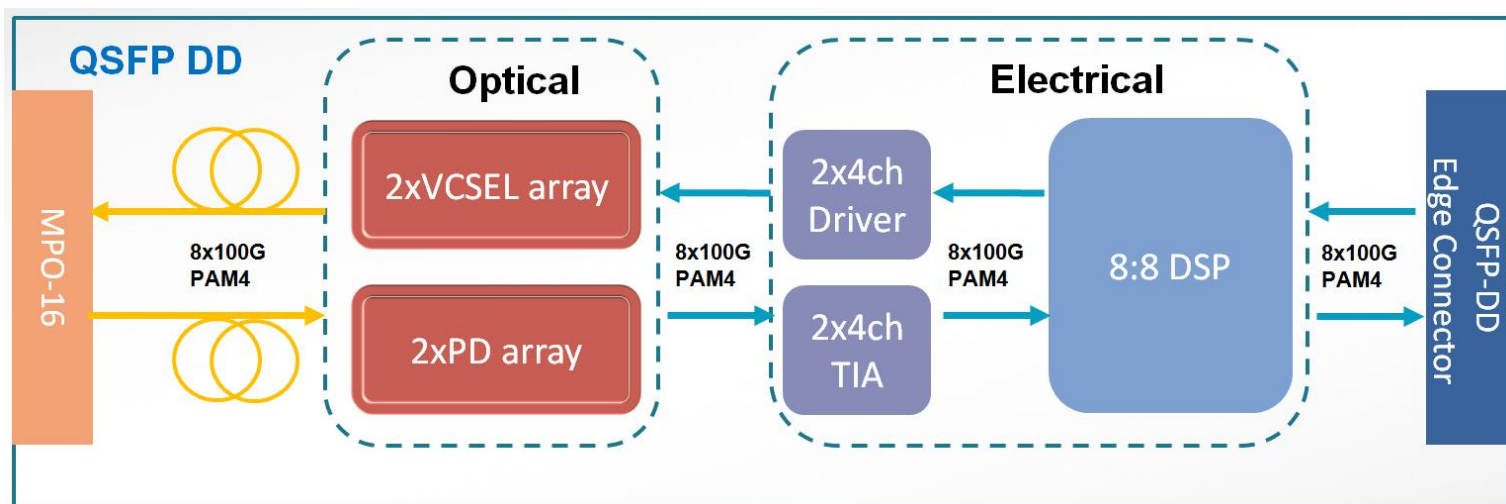 QSFP DD
Optical
Electrical
MPO-16
8x100G
PAM4
2xVCSEL array
2xPD array
8x100G
PAM4
2x4ch
Driver
2x4ch
TIA
8x100G
PAM4
8:8 DSP
8x100G
PAM4
QSFP-DD
Edge Connector